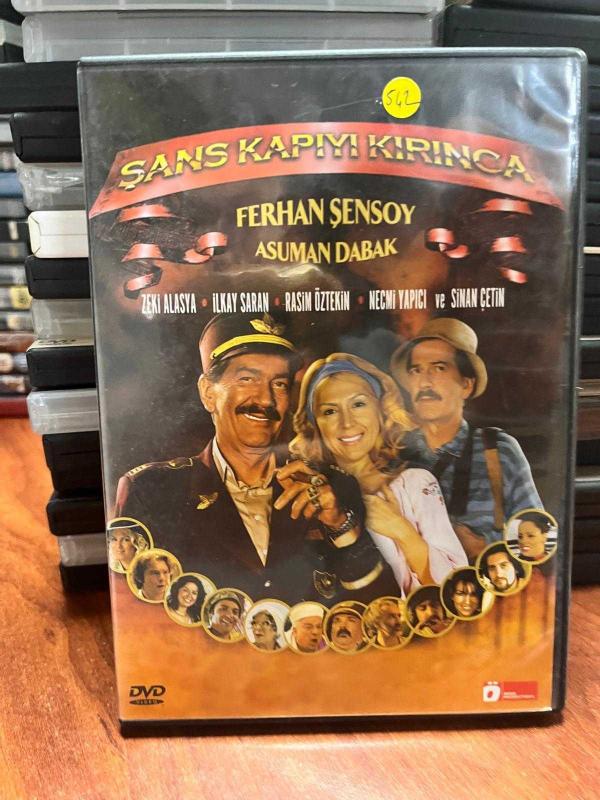 542
ŞANS KAPIYI KIRINCA
FERHAN ŞENSOY
ASUMAN DABAK
ZEKİ ALASYA • İLKAY SARAN • RASİM ÖZTEKİN • NECMİ YAPICI ve SİNAN ÇETİN
DVD
VIDEO
Ö